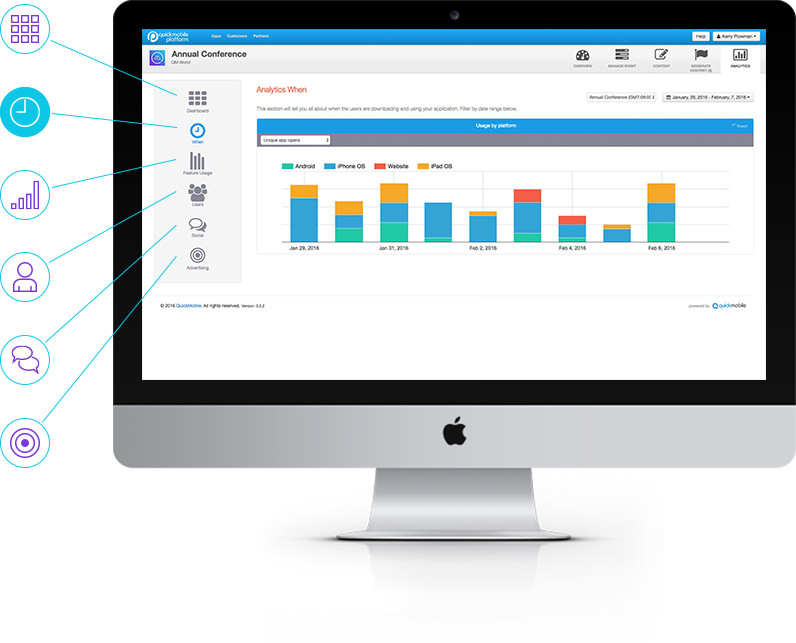 quickmobile
platform
Apps Customers Partners
Help
Kerry Plowman
Annual Conference
QM World
OVERVIEW
MANAGE EVENT
CONTENT
MODERATE
CONTENT (0)
ANALYTICS
Dashboard
When
Feature Usage
Users
Social
Advertising
Analytics When
Annual Conference (GMT-08:00
January, 29, 2016 - February, 7, 2016
This section will tell you all about when the users are downloading and using your application. Filter by date range below.
Usage by platform
Export
Unique app opens
Android iPhone OS Website iPad OS
Jan 29, 2016 Jan 31, 2016 Feb 2, 2016 Feb 4, 2016 Feb 6, 2016
© 2016 QuickMobile. All rights reserved. Version: 3.2.2
powered by quickmobile